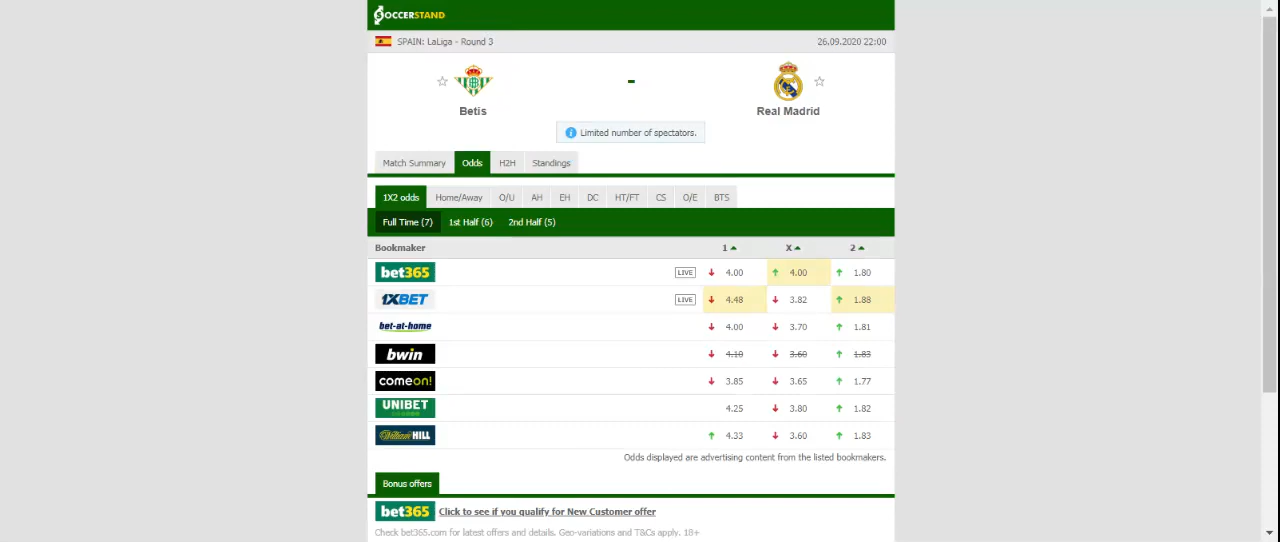 SOCCERSTAND
SPAIN: LaLiga - Round 3 26.09.2020 22:00
-
Betis Real Madrid
Limited number of spectators.
Match Summary Odds H2H Standings
1X2 odds Home/Away O/U AH EH DC HT/FT CS O/E BTS
Full Time (7) 1st Half (6) 2nd Half (5)
Bookmaker 1 X 2
bet365 LIVE 4.00 4.00 1.80
1XBET LIVE 4.48 3.82 1.88
bet-at-home 4.00 3.70 1.81
bwin 4.10 3.60 1.83
comeon! 3.85 3.65 1.77
UNIBET 4.25 3.80 1.82
William HILL 4.33 3.60 1.83
Odds displayed are advertising content from the listed bookmakers.
Bonus offers
bet365 Click to see if you qualify for New Customer offer
Check bet365.com for latest offers and details. Geo-variations and T&Cs apply. 18+